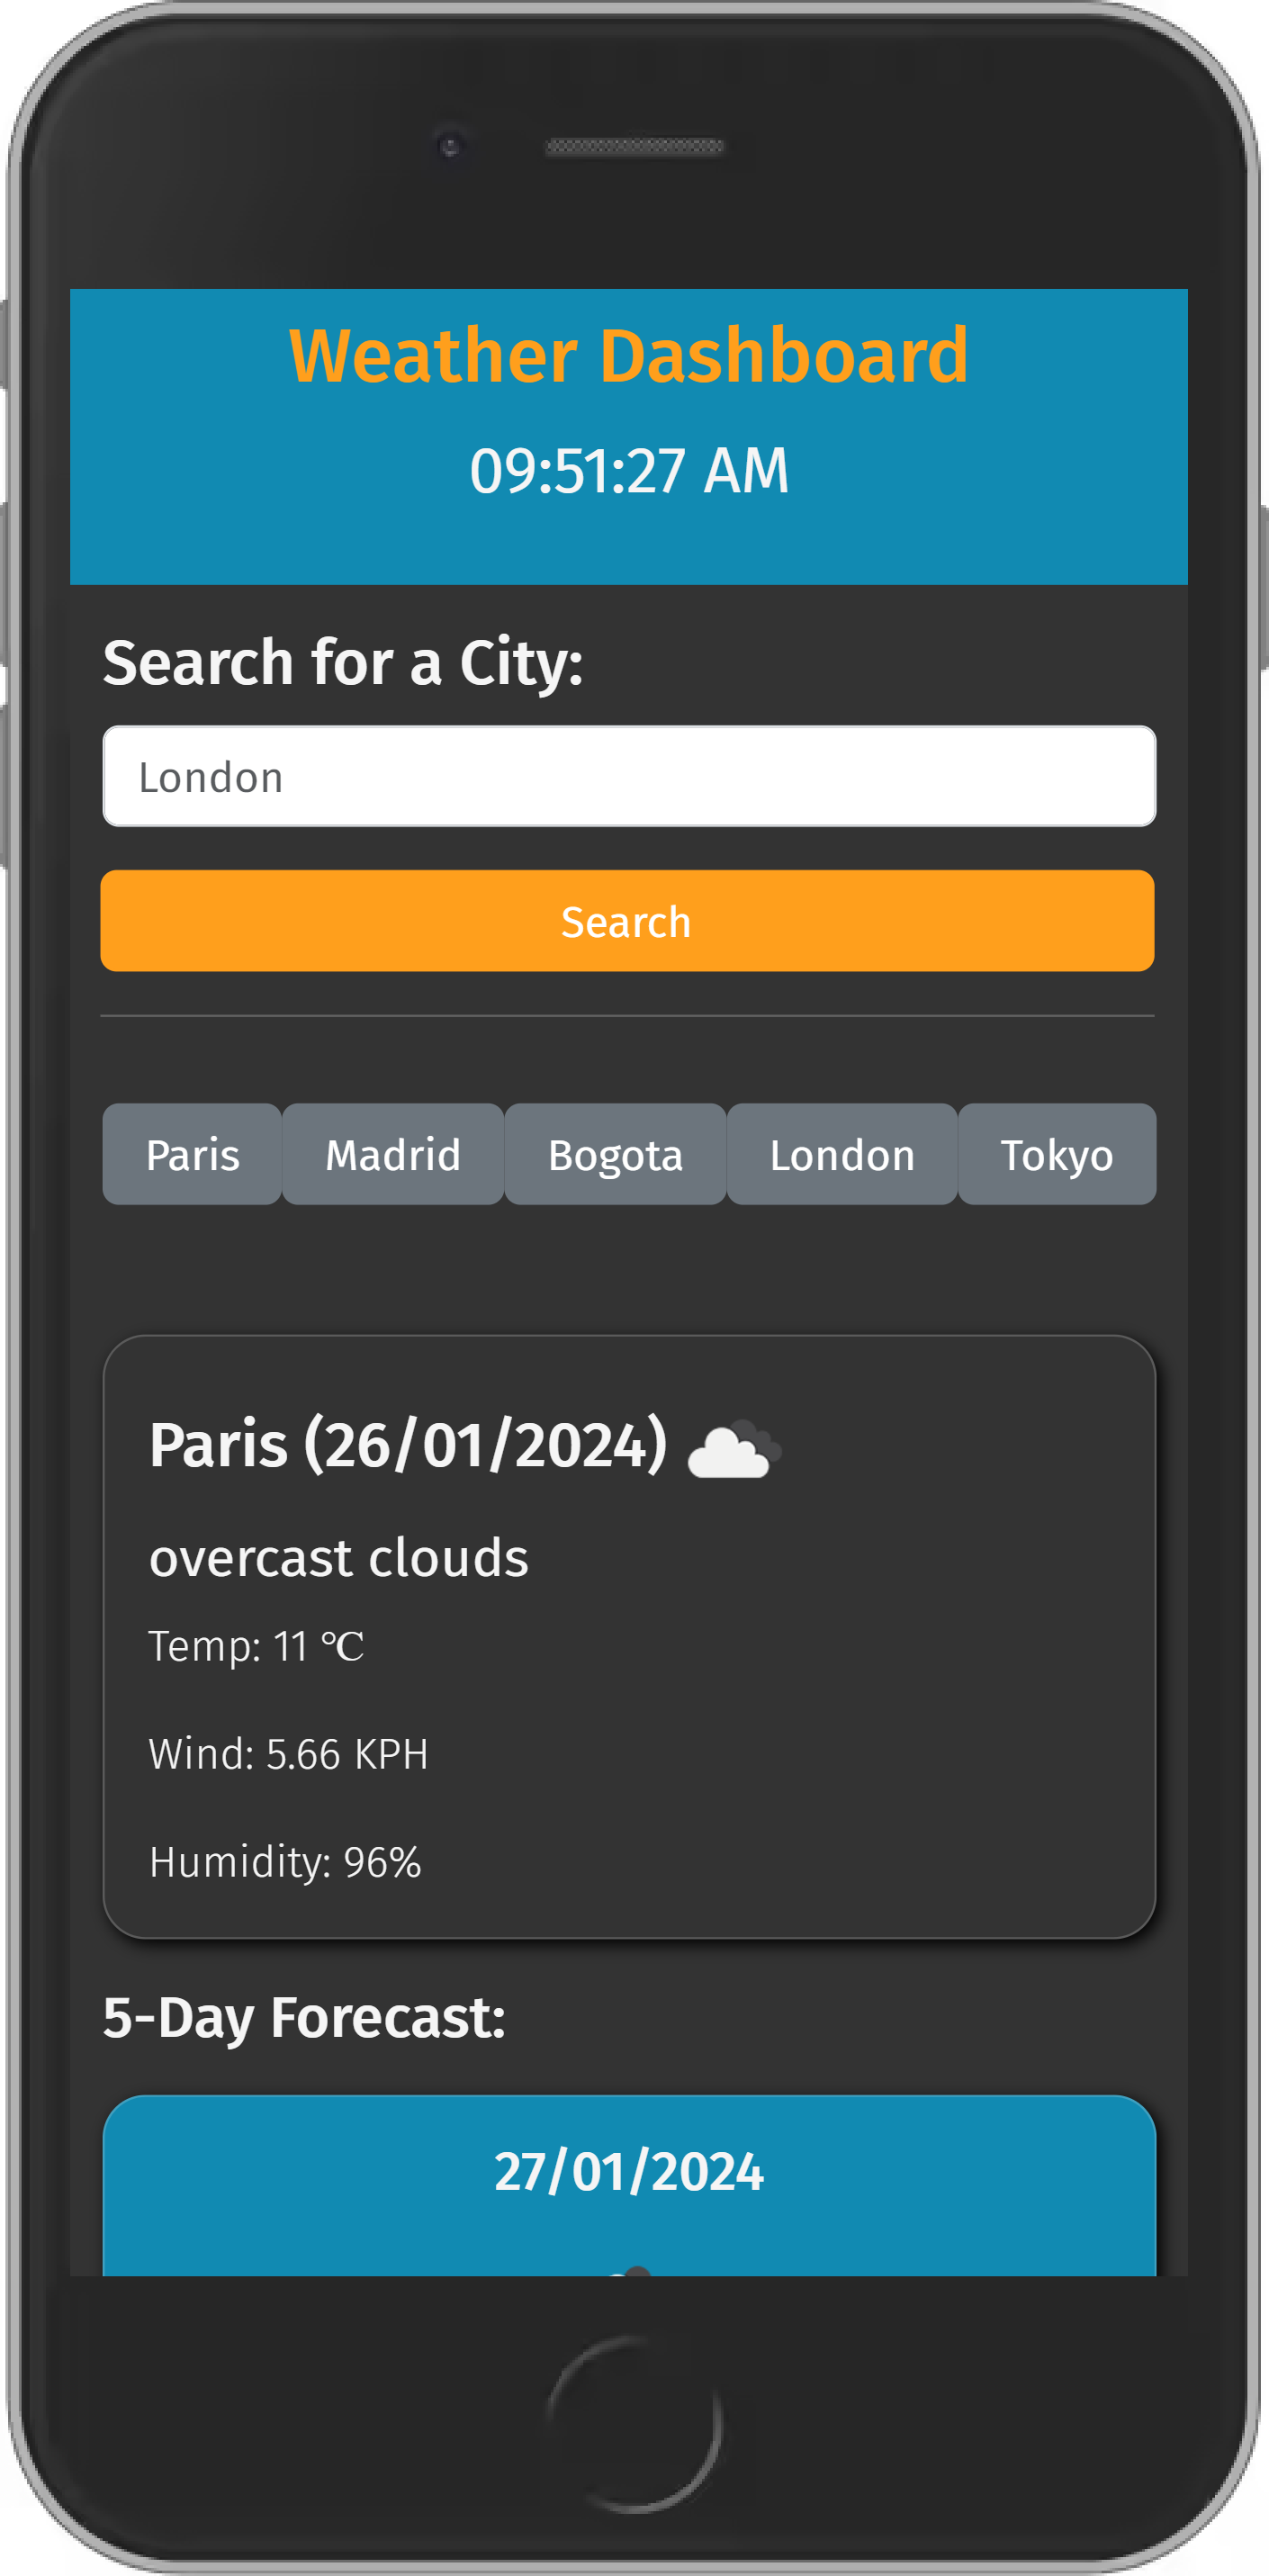 Weather Dashboard
09:51:27 AM
Search for a City:
London
Search
Paris Madrid Bogota London Tokyo
Paris (26/01/2024)
overcast clouds
Temp: 11 ℃
Wind: 5.66 KPH
Humidity: 96%
5-Day Forecast:
27/01/2024